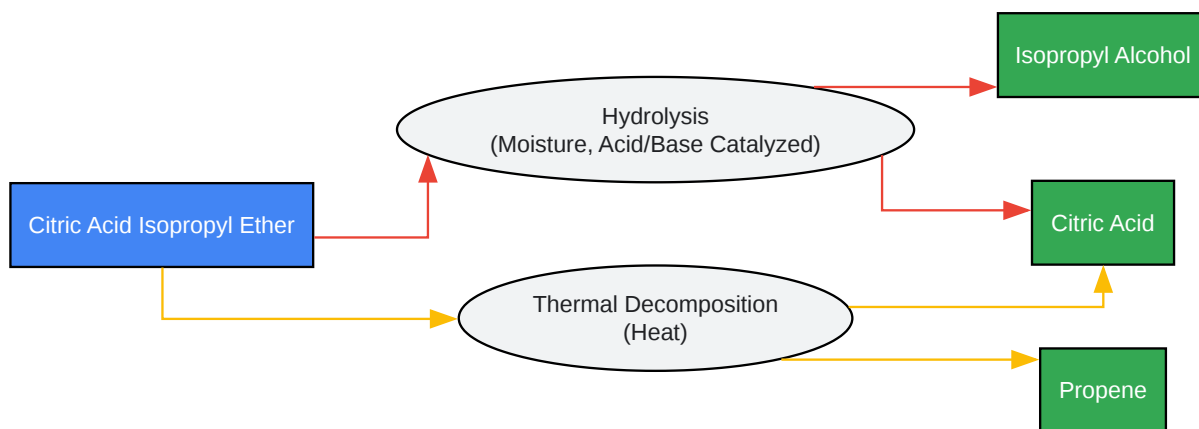 Isopropyl Alcohol
Hydrolysis
(Moisture, Acid/Base Catalyzed)
Citric Acid Isopropyl Ether
Citric Acid
Thermal Decomposition
(Heat)
Propene